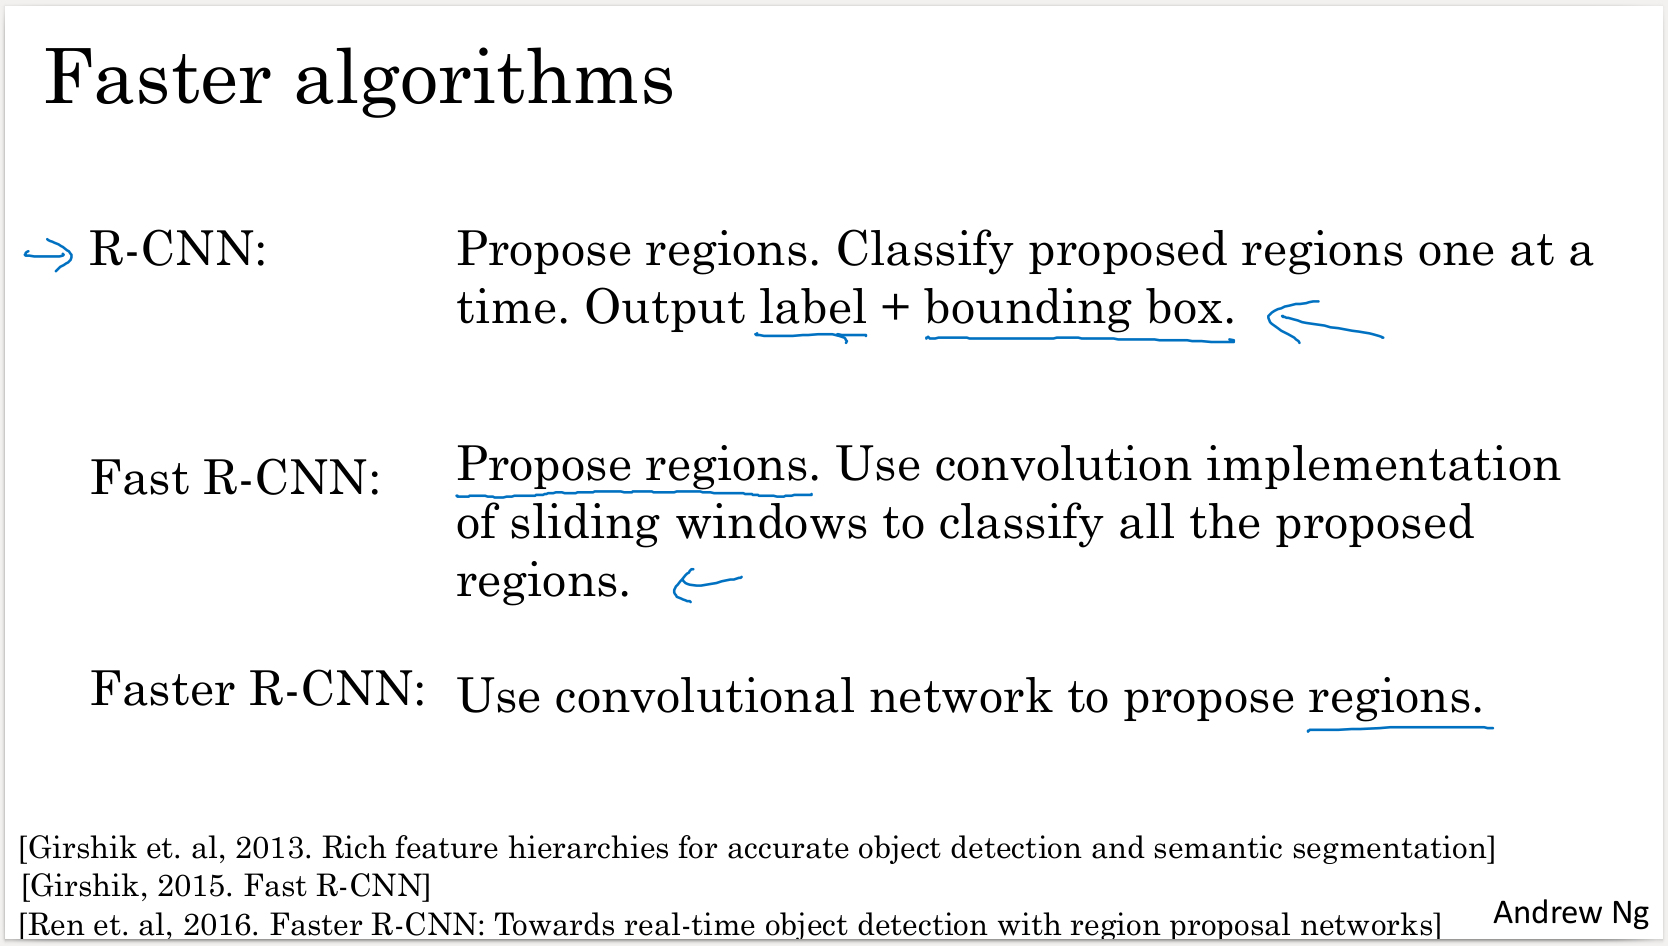 Faster algorithms
R-CNN:
Propose regions. Classify proposed regions one at a
time. Output label + bounding box.
Fast R-CNN:
Propose regions. Use convolution implementation
of sliding windows to classify all the proposed
regions.
Faster R-CNN:
Use convolutional network to propose regions.
[Girshik et. al, 2013. Rich feature hierarchies for accurate object detection and semantic segmentation]
[Girshik, 2015. Fast R-CNN]
[Ren et. al, 2016. Faster R-CNN: Towards real-time object detection with region proposal networks]
Andrew Ng